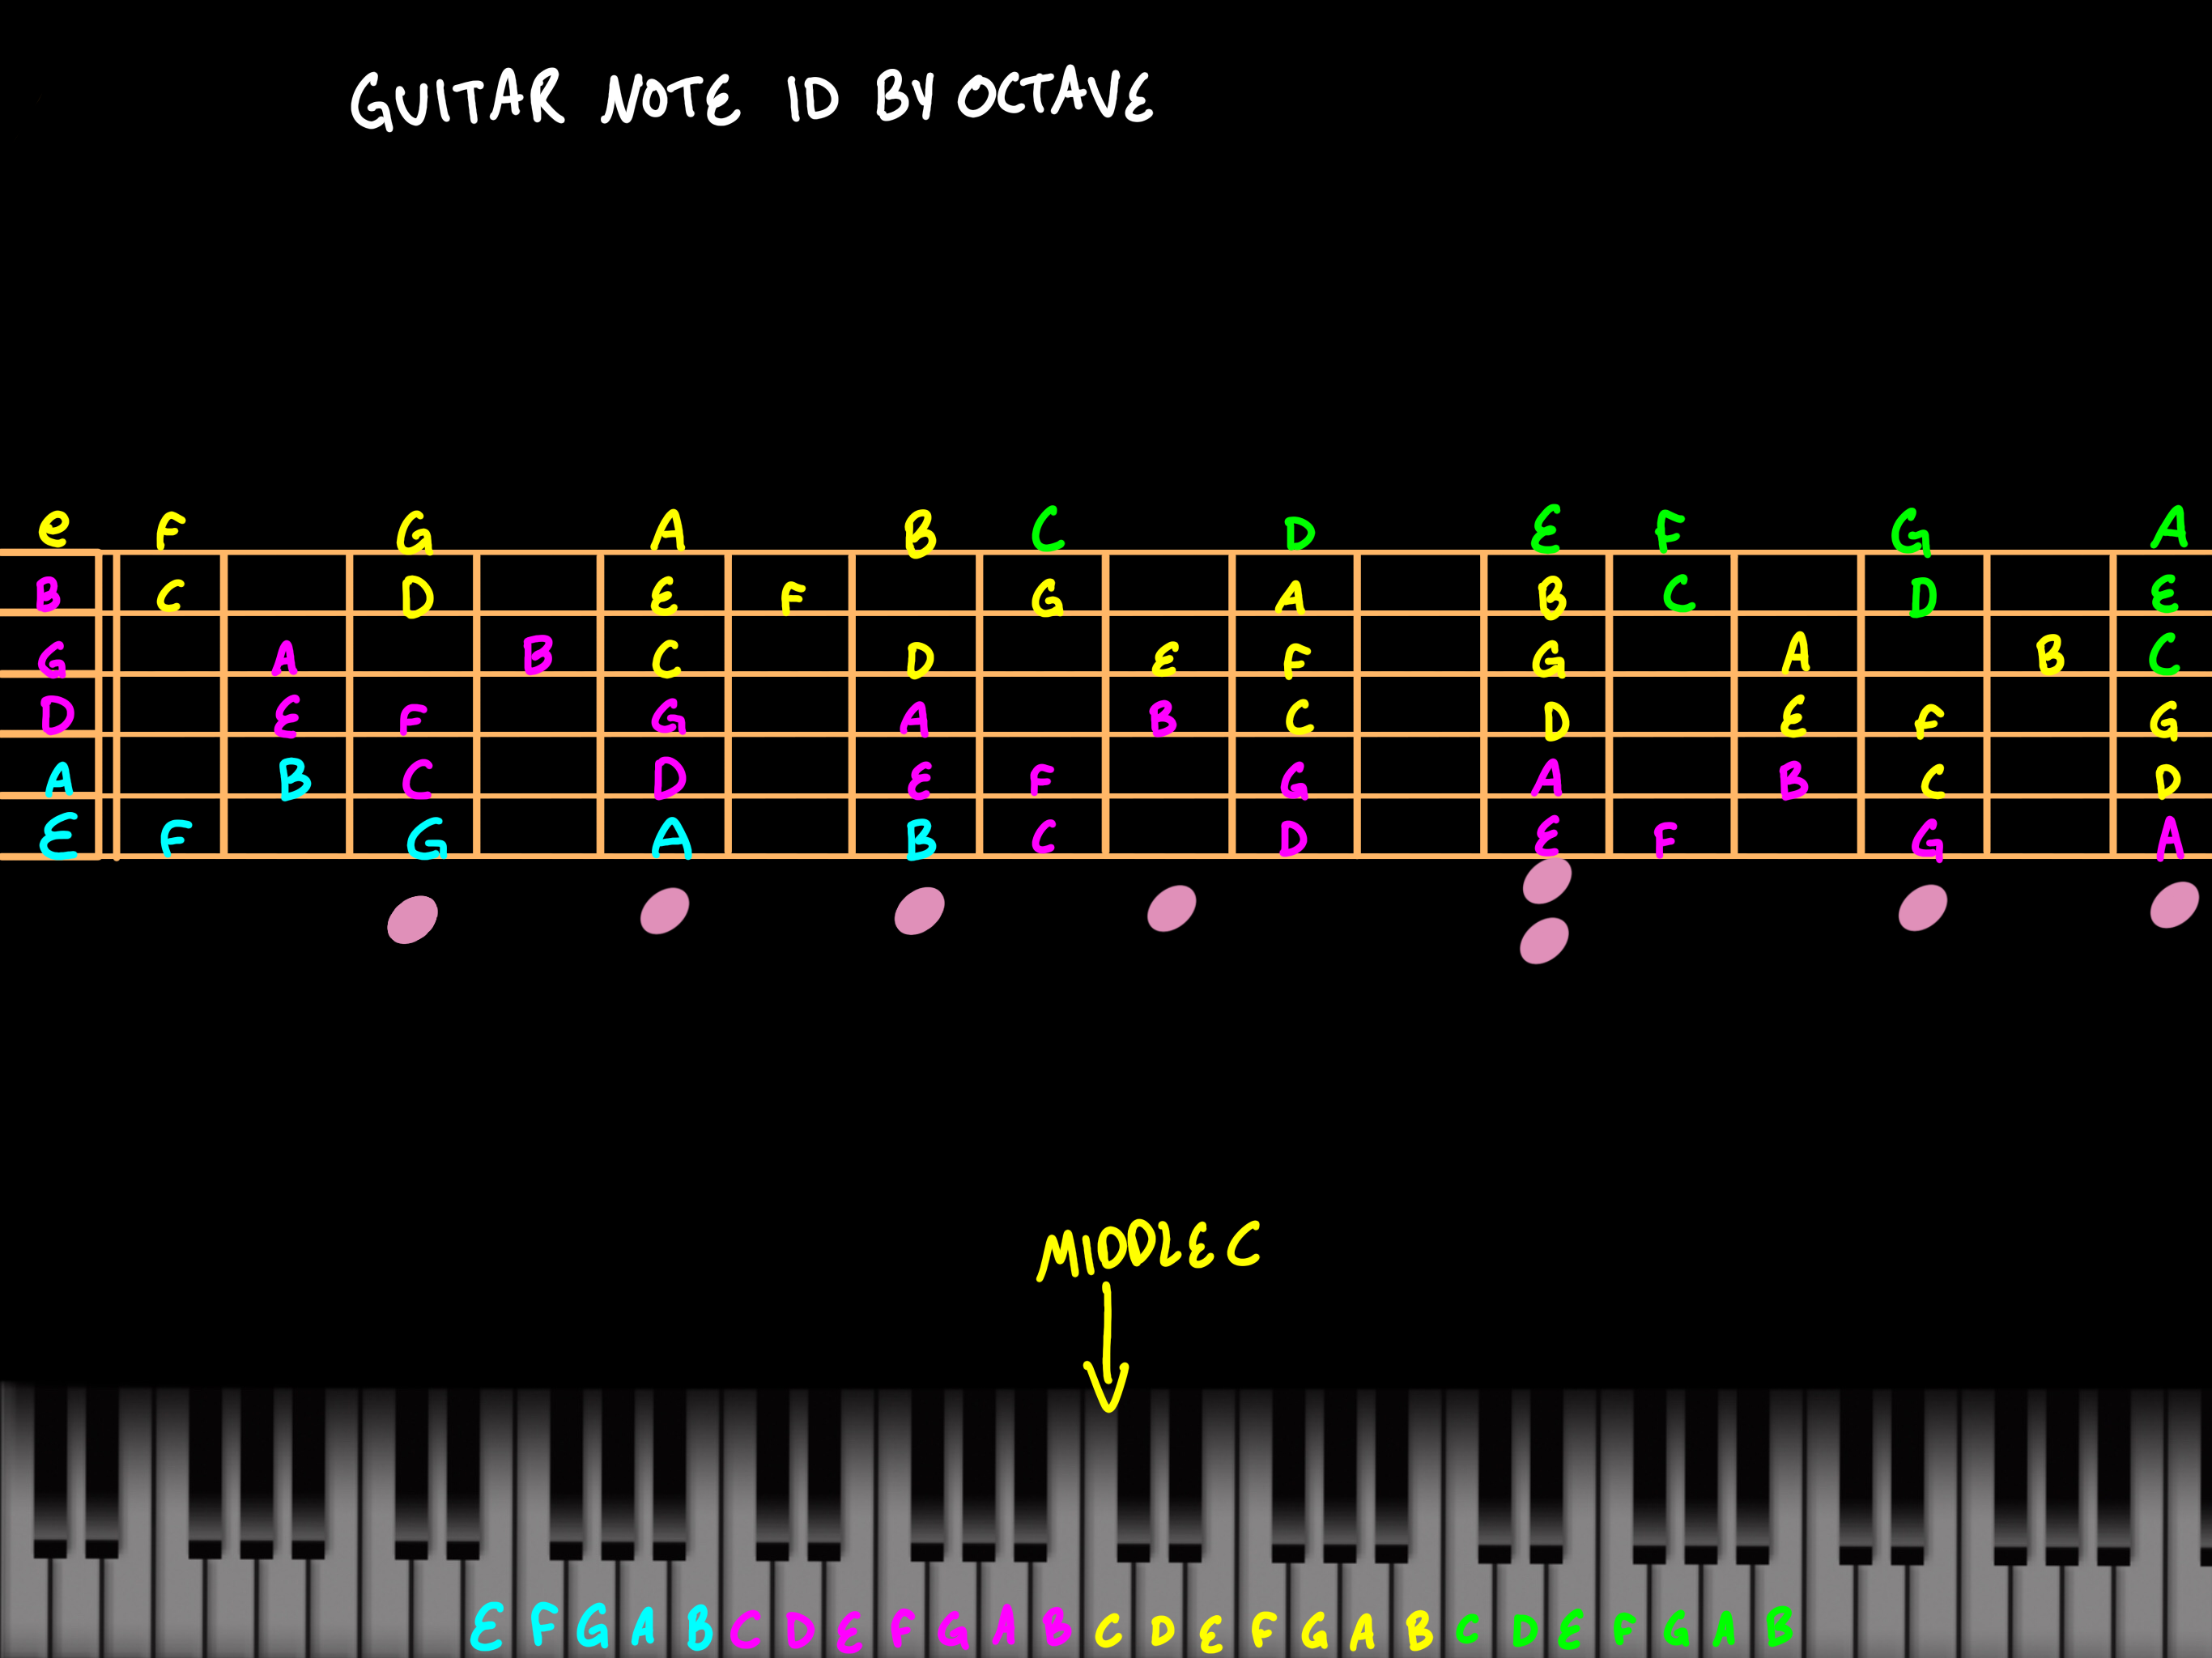 GUITAR NOTE ID BY OCTAVE
e F G A B C D E F G A
B C D E F G A B C D E
G A B C D E F G A B C
D E F G A B C D E F G
A B C D E F G A B C D
E F G A B C D E F G A
MIDDLE C
E F G A B C D E F G A B C D E F G A B C D E F G A B